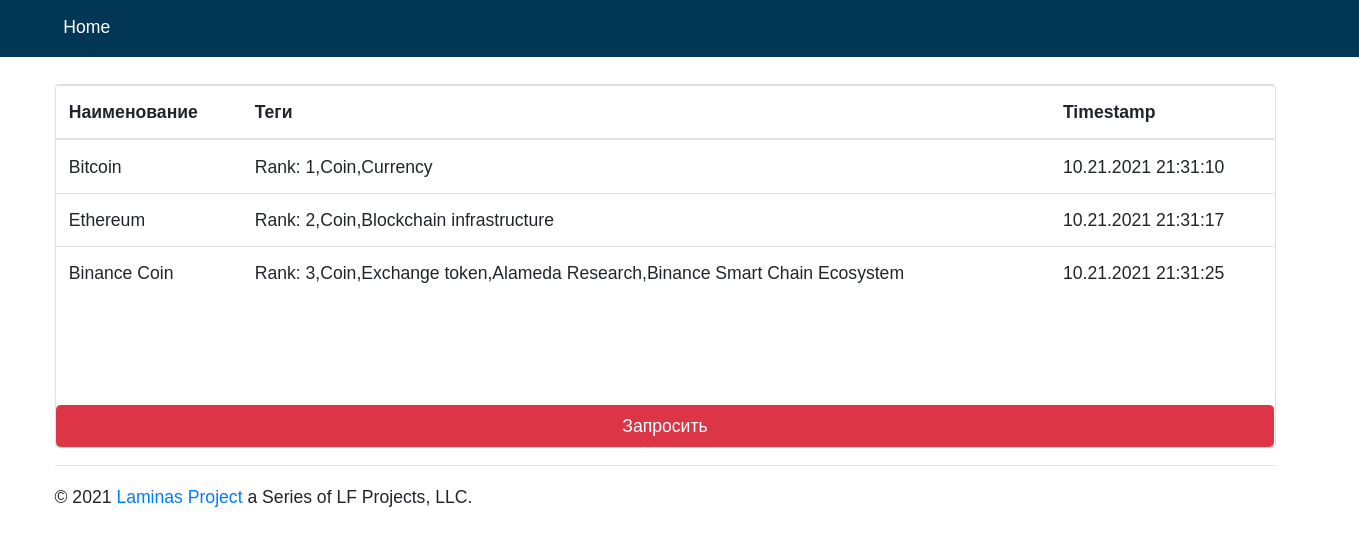 Home
Наименование Теги Timestamp
Bitcoin Rank: 1,Coin,Currency 10.21.2021 21:31:10
Ethereum Rank: 2,Coin,Blockchain infrastructure 10.21.2021 21:31:17
Binance Coin Rank: 3,Coin,Exchange token,Alameda Research,Binance Smart Chain Ecosystem 10.21.2021 21:31:25
Запросить
© 2021 Laminas Project a Series of LF Projects, LLC.